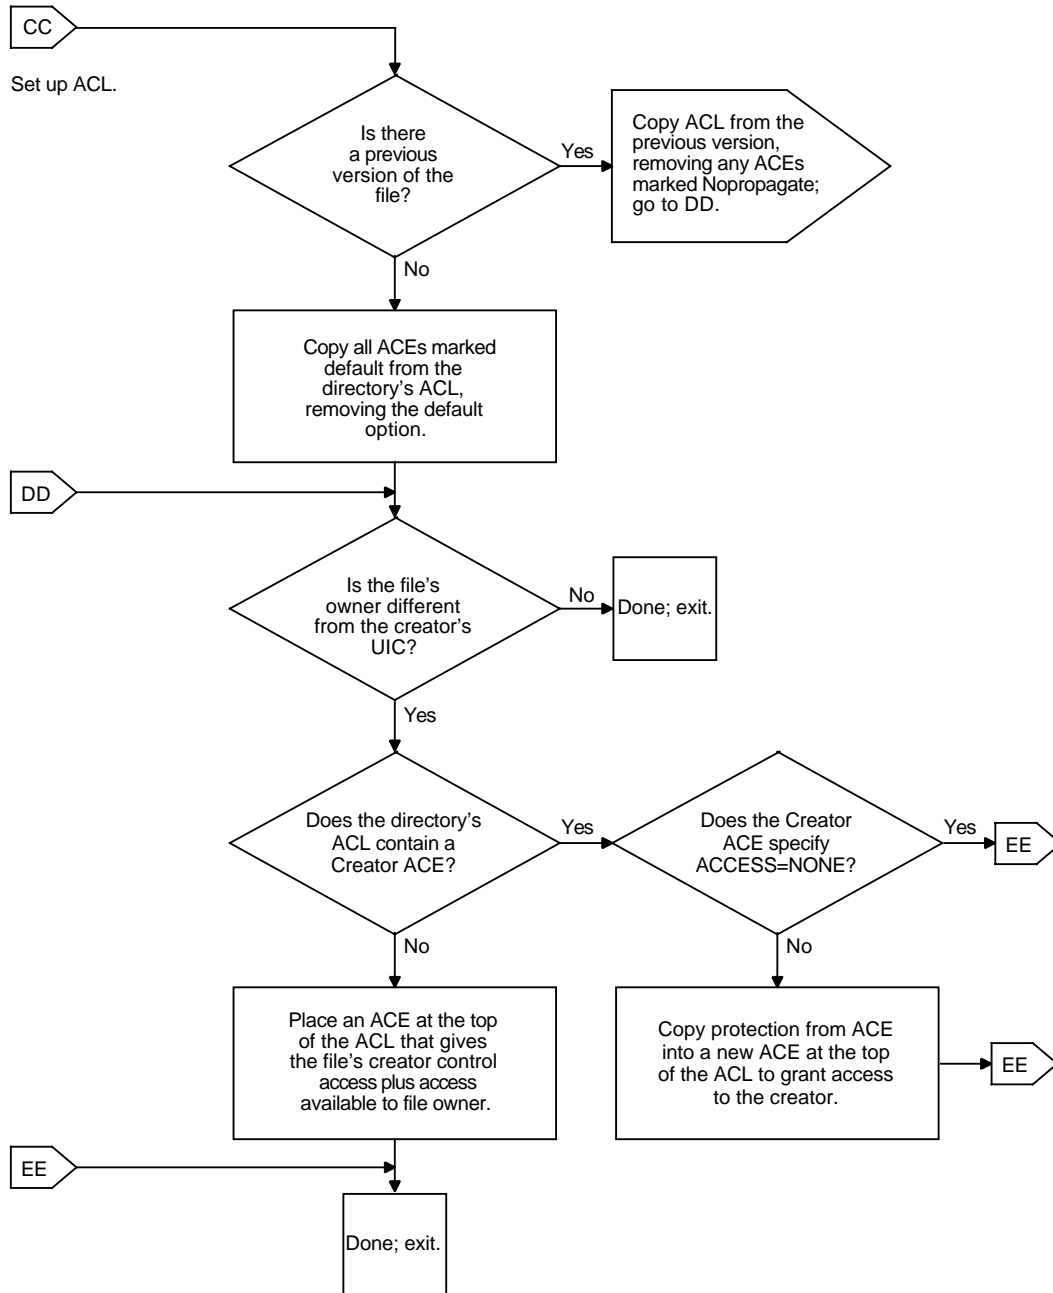 CC
Set up ACL.
Is there
a previous
version of the
file?
Yes
Copy ACL from the
previous version,
removing any ACEs
marked Nopropagate;
go to DD.
No
Copy all ACEs marked
default from the
directory's ACL,
removing the default
option.
DD
Is the file's
owner different
from the creator's
UIC?
No
Done; exit.
Yes
Does the directory's
ACL contain a
Creator ACE?
Yes
Does the Creator
ACE specify
ACCESS=NONE?
Yes
EE
No
No
Place an ACE at the top
of the ACL that gives
the file's creator control
access plus access
available to file owner.
Copy protection from ACE
into a new ACE at the top
of the ACL to grant access
to the creator.
EE
EE
Done; exit.